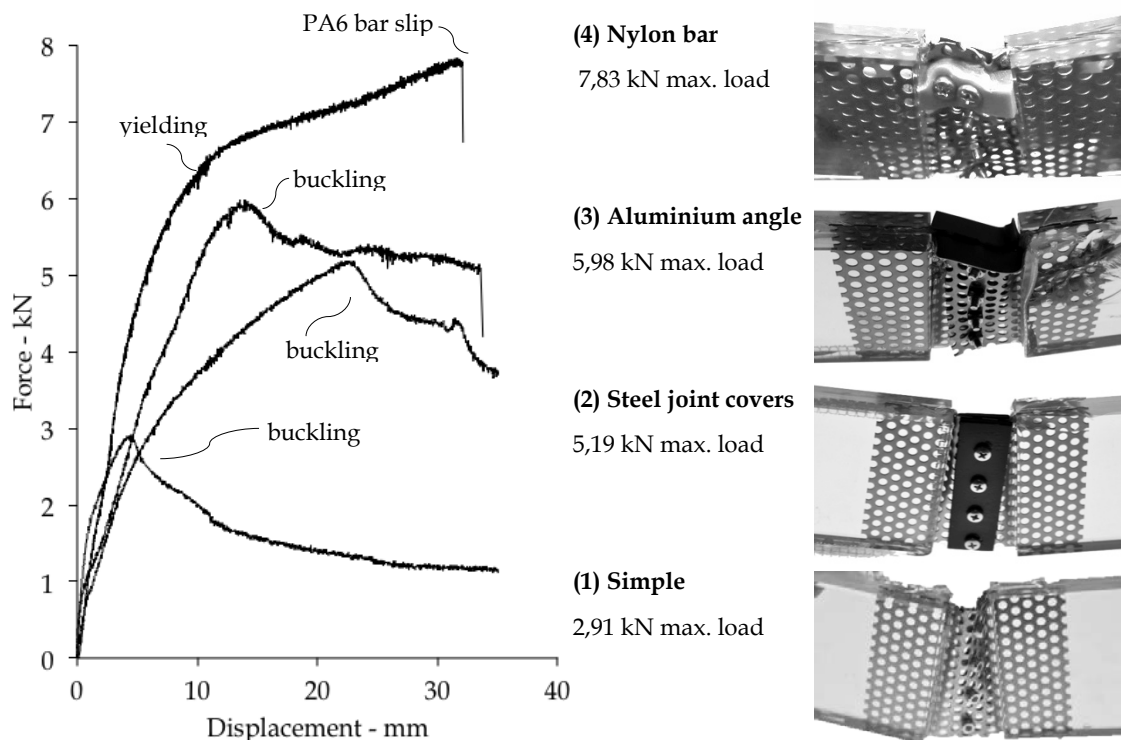 PA6 bar slip
8
7
6
5
4
3
2
1
0
Force - kN
yielding
buckling
buckling
buckling
0
10
20
30
40
Displacement - mm
(4) Nylon bar
7,83 kN max. load
(3) Aluminium angle
5,98 kN max. load
(2) Steel joint covers
5,19 kN max. load
(1) Simple
2,91 kN max. load